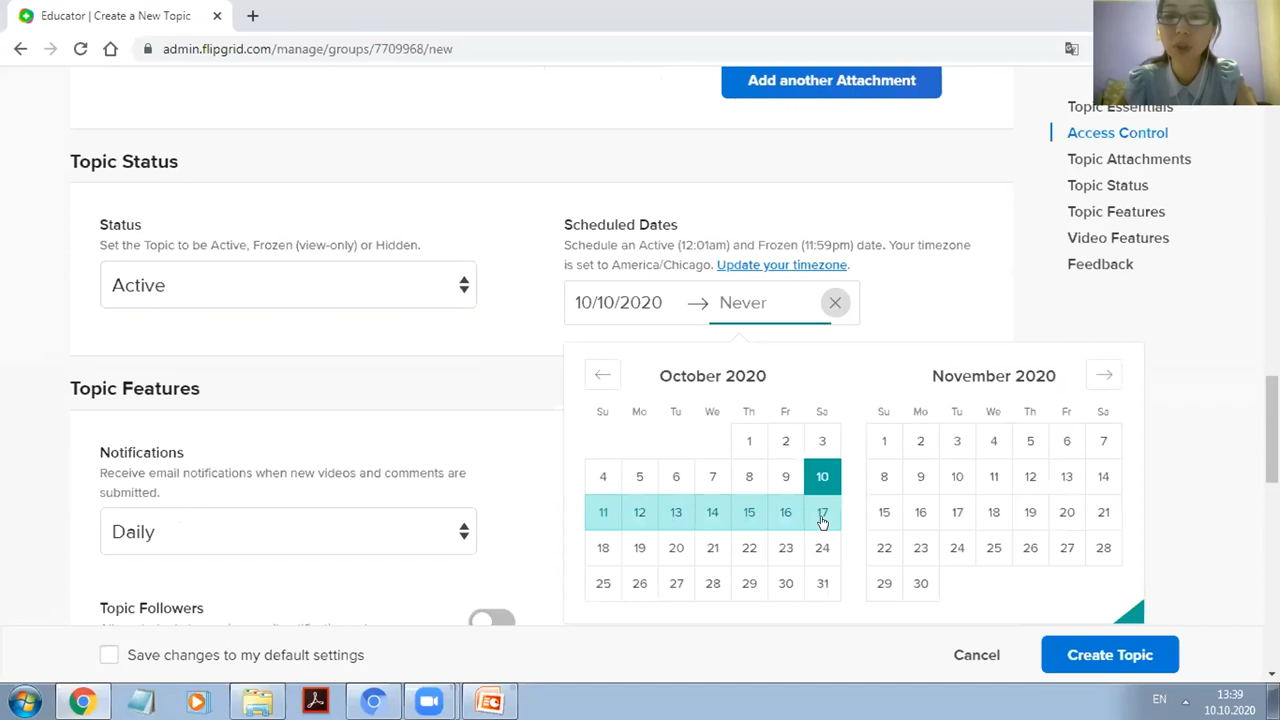 Educator | Create a New Topic
admin.flipgrid.com/manage/groups/7709968/new
Add another Attachment
Topic Essentials
Access Control
Topic Attachments
Topic Status
Topic Features
Video Features
Feedback
Topic Status
Status
Set the Topic to be Active, Frozen (view-only) or Hidden.
Active
Scheduled Dates
Schedule an Active (12:01am) and Frozen (11:59pm) date. Your timezone
is set to America/Chicago. Update your timezone.
10/10/2020 → Never
October 2020
Su Mo Tu We Th Fr Sa
1 2 3
4 5 6 7 8 9 10
11 12 13 14 15 16 17
18 19 20 21 22 23 24
25 26 27 28 29 30 31
November 2020
Su Mo Tu We Th Fr Sa
1 2 3 4 5 6 7
8 9 10 11 12 13 14
15 16 17 18 19 20 21
22 23 24 25 26 27 28
29 30
Topic Features
Notifications
Receive email notifications when new videos and comments are
submitted.
Daily
Topic Followers
Save changes to my default settings
Cancel
Create Topic
EN
13:39
10.10.2020